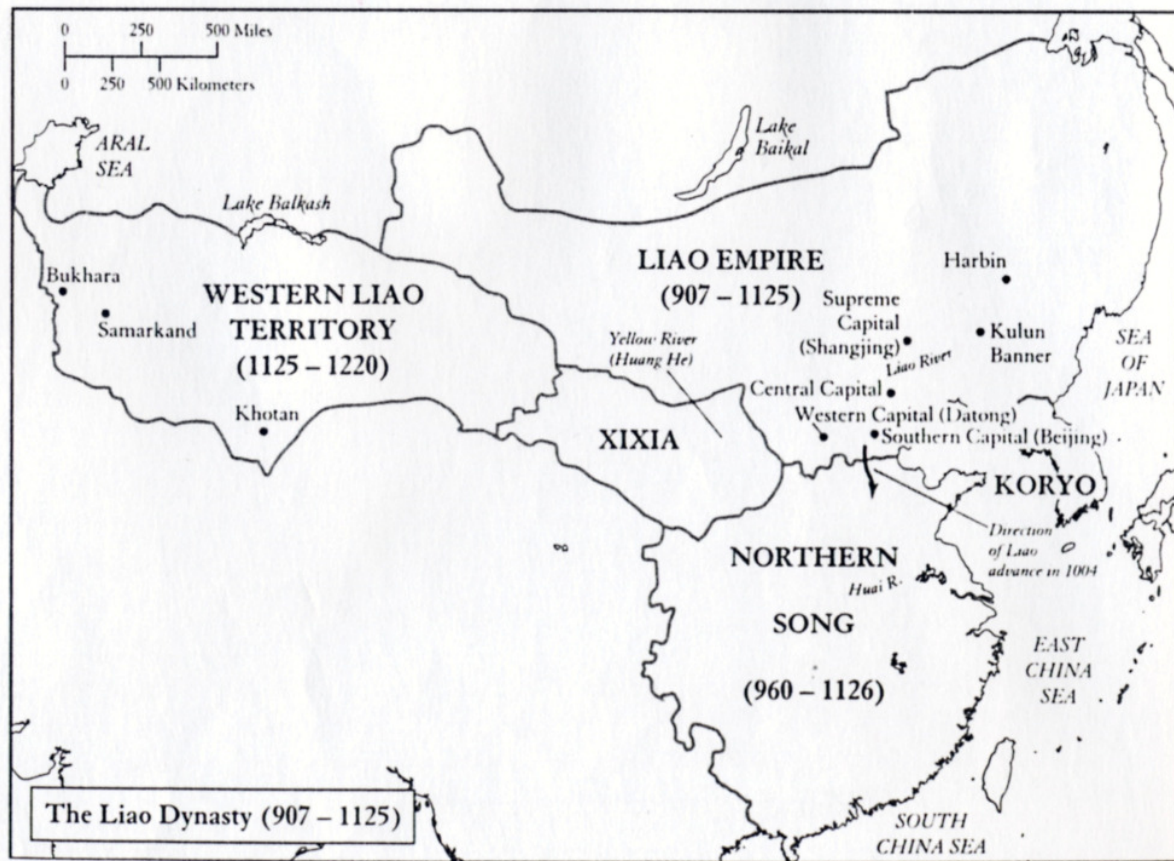 0 250 500 Miles
0 250 500 Kilometers
ARAL
SEA
Lake
Baikal
Lake Balkash
Bukhara
Samarkand
WESTERN LIAO
TERRITORY
(1125 – 1220)
Khotan
LIAO EMPIRE
(907 – 1125)
Harbin
Supreme
Capital
(Shangjing)
Liao River
Kulun
Banner
SEA
OF
JAPAN
Yellow River
(Huang He)
Central Capital
Western Capital (Datong)
Southern Capital (Beijing)
XIXIA
KORYO
Direction
of Liao
advance in 1004
NORTHERN
SONG
(960 – 1126)
Huai R.
EAST
CHINA
SEA
SOUTH
CHINA SEA
The Liao Dynasty (907 – 1125)